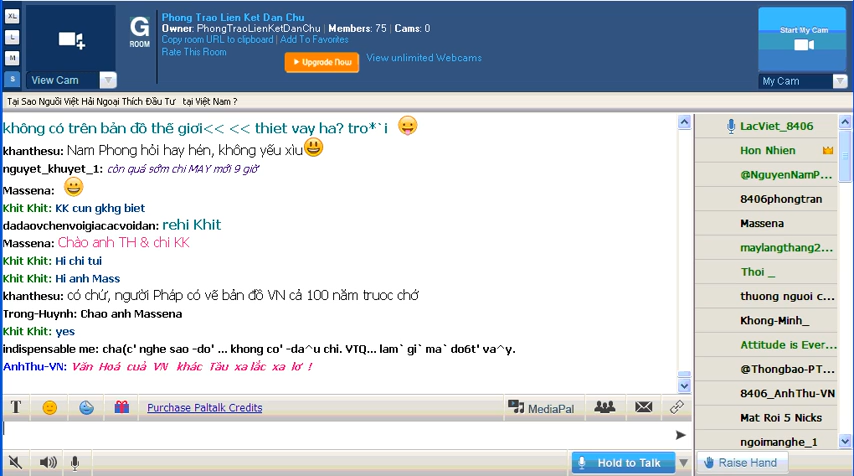 XL
L
M
S
View Cam
G
ROOM
Phong Trao Lien Ket Dan Chu
Owner: PhongTraoLienKetDanChu | Members: 75 | Cams: 0
Copy room URL to clipboard | Add To Favorites
Rate This Room
Upgrade Now
View unlimited Webcams
Start My Cam
My Cam
Tại Sao Nguời Việt Hải Ngoại Thích Đầu Tư tại Việt Nam ?
không có trên bản đồ thế giơi<< << thiet vay ha? tro*`i
khanthesu: Nam Phong hỏi hay hén, không yếu xìu
nguyet_khuyet_1: còn quá sớm chi MAY mới 9 giờ
Massena:
Khit Khit: KK cun gkhg biet
dadaovchenvoigiacacvoidan: rehi Khit
Massena: Chào anh TH & chi KK
Khit Khit: Hi chi tui
Khit Khit: Hi anh Mass
khanthesu: có chứ, người Pháp có vẽ bản đồ VN cả 100 năm truoc chớ
Trong-Huynh: Chao anh Massena
Khit Khit: yes
indispensable me: cha(c' nghe sao -do' ... khong co' -da^u chi. VTQ... lam` gi` ma` do6t' va^y.
AnhThu-VN: Văn Hoá cuả VN khác Tầu xa lắc xa lơ !
T
Purchase Paltalk Credits
MediaPal
Hold to Talk
LacViet_8406
Hon Nhien
@NguyenNamP...
8406phongtran
Massena
maylangthang2...
Thoi _
thuong nguoi c...
Khong-Minh_
Attitude is Ever...
@Thongbao-PT...
8406_AnhThu-VN
Mat Roi 5 Nicks
ngoimanghe_1
Raise Hand